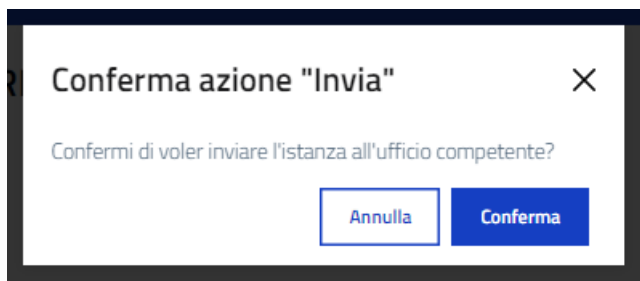 Conferma azione "Invia"
Confermi di voler inviare l'istanza all'ufficio competente?
Annulla
Conferma